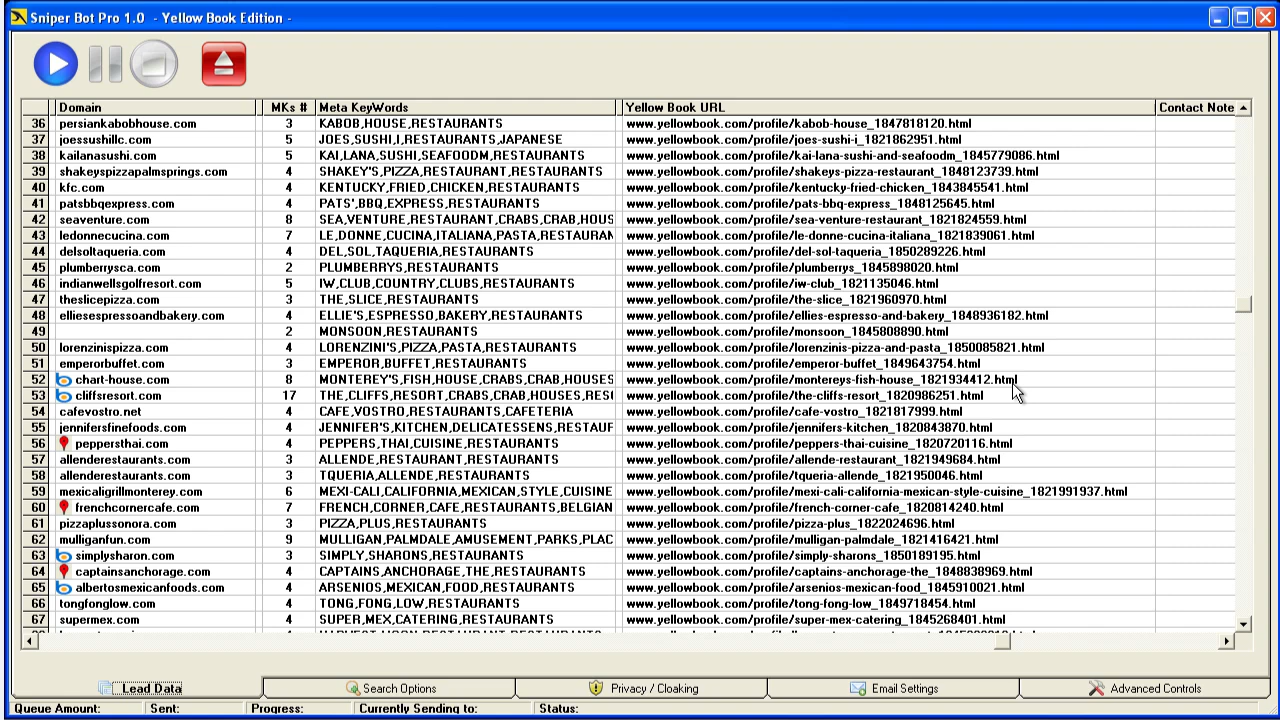 Sniper Bot Pro 1.0 - Yellow Book Edition -
Domain MKs # Meta KeyWords Yellow Book URL Contact Note
36 persiankabobhouse.com 3 KABOB,HOUSE,RESTAURANTS www.yellowbook.com/profile/kabob-house_1847818120.html
37 joessushillc.com 5 JOES,SUSHI,I,RESTAURANTS,JAPANESE www.yellowbook.com/profile/joes-sushi-i_1821862951.html
38 kailanasushi.com 5 KAI,LANA,SUSHI,SEAFOODM,RESTAURANTS www.yellowbook.com/profile/kai-lana-sushi-and-seafoodm_1845779086.html
39 shakeyspizzapalmsprings.com 4 SHAKEY'S,PIZZA,RESTAURANT,RESTAURANTS www.yellowbook.com/profile/shakeys-pizza-restaurant_1848123739.html
40 kfc.com 4 KENTUCKY,FRIED,CHICKEN,RESTAURANTS www.yellowbook.com/profile/kentucky-fried-chicken_1843845541.html
41 patsbbqexpress.com 4 PATS',BBQ,EXPRESS,RESTAURANTS www.yellowbook.com/profile/pats-bbq-express_1848125645.html
42 seaventure.com 8 SEA,VENTURE,RESTAURANT,CRABS,CRAB,HOUS www.yellowbook.com/profile/sea-venture-restaurant_1821824559.html
43 ledonnecucina.com 7 LE,DONNE,CUCINA,ITALIANA,PASTA,RESTAURAN www.yellowbook.com/profile/le-donne-cucina-italiana_1821839061.html
44 delsoltaqueria.com 4 DEL,SOL,TAQUERIA,RESTAURANTS www.yellowbook.com/profile/del-sol-taqueria_1850289226.html
45 plumberrysca.com 2 PLUMBERRYS,RESTAURANTS www.yellowbook.com/profile/plumberrys_1845898020.html
46 indianwellsgolfresort.com 5 IW,CLUB,COUNTRY,CLUBS,RESTAURANTS www.yellowbook.com/profile/iw-club_1821135046.html
47 theslicepizza.com 3 THE,SLICE,RESTAURANTS www.yellowbook.com/profile/the-slice_1821960970.html
48 elliesespressoandbakery.com 4 ELLIE'S,ESPRESSO,BAKERY,RESTAURANTS www.yellowbook.com/profile/ellies-espresso-and-bakery_1848936182.html
49 2 MONSOON,RESTAURANTS www.yellowbook.com/profile/monsoon_1845808890.html
50 lorenzinispizza.com 4 LORENZINI'S,PIZZA,PASTA,RESTAURANTS www.yellowbook.com/profile/lorenzinis-pizza-and-pasta_1850085821.html
51 emperorbuffet.com 3 EMPEROR,BUFFET,RESTAURANTS www.yellowbook.com/profile/emperor-buffet_1849643754.html
52 chart-house.com 8 MONTEREY'S,FISH,HOUSE,CRABS,CRAB,HOUSES www.yellowbook.com/profile/montereys-fish-house_1821934412.html
53 cliffsresort.com 17 THE,CLIFFS,RESORT,CRABS,CRAB,HOUSES,RES( www.yellowbook.com/profile/the-cliffs-resort_1820986251.html
54 cafevostro.net 4 CAFE,VOSTRO,RESTAURANTS,CAFETERIA www.yellowbook.com/profile/cafe-vostro_1821817999.html
55 jennifersfinefoods.com 4 JENNIFER'S,KITCHEN,DELICATESSENS,RESTAUF www.yellowbook.com/profile/jennifers-kitchen_1820843870.html
56 peppersthai.com 4 PEPPERS,THAI,CUISINE,RESTAURANTS www.yellowbook.com/profile/peppers-thai-cuisine_1820720116.html
57 allenderestaurants.com 3 ALLENDE,RESTAURANT,RESTAURANTS www.yellowbook.com/profile/allende-restaurant_1821949684.html
58 allenderestaurants.com 3 TQUERIA,ALLENDE,RESTAURANTS www.yellowbook.com/profile/tqueria-allende_1821950046.html
59 mexicaligrillmonterey.com 6 MEXI-CALI,CALIFORNIA,MEXICAN,STYLE,CUISINE www.yellowbook.com/profile/mexi-cali-california-mexican-style-cuisine_1821991937.html
60 frenchcornercafe.com 7 FRENCH,CORNER,CAFE,RESTAURANTS,BELGIAN www.yellowbook.com/profile/french-corner-cafe_1820814240.html
61 pizzaplussonora.com 3 PIZZA,PLUS,RESTAURANTS www.yellowbook.com/profile/pizza-plus_1822024696.html
62 mulliganfun.com 9 MULLIGAN,PALMDALE,AMUSEMENT,PARKS,PLAC www.yellowbook.com/profile/mulligan-palmdale_1821416421.html
63 simplysharon.com 3 SIMPLY,SHARONS,RESTAURANTS www.yellowbook.com/profile/simply-sharons_1850189195.html
64 captainsanchorage.com 4 CAPTAINS,ANCHORAGE,THE,RESTAURANTS www.yellowbook.com/profile/captains-anchorage-the_1848838969.html
65 albertosmexicanfoods.com 4 ARSENIOS,MEXICAN,FOOD,RESTAURANTS www.yellowbook.com/profile/arsenios-mexican-food_1845910021.html
66 tongfonglow.com 4 TONG,FONG,LOW,RESTAURANTS www.yellowbook.com/profile/tong-fong-low_1849718454.html
67 supermex.com 4 SUPER,MEX,CATERING,RESTAURANTS www.yellowbook.com/profile/super-mex-catering_1845268401.html
Lead Data Search Options Privacy / Cloaking Email Settings Advanced Controls
Queue Amount: Sent: Progress: Currently Sending to: Status: